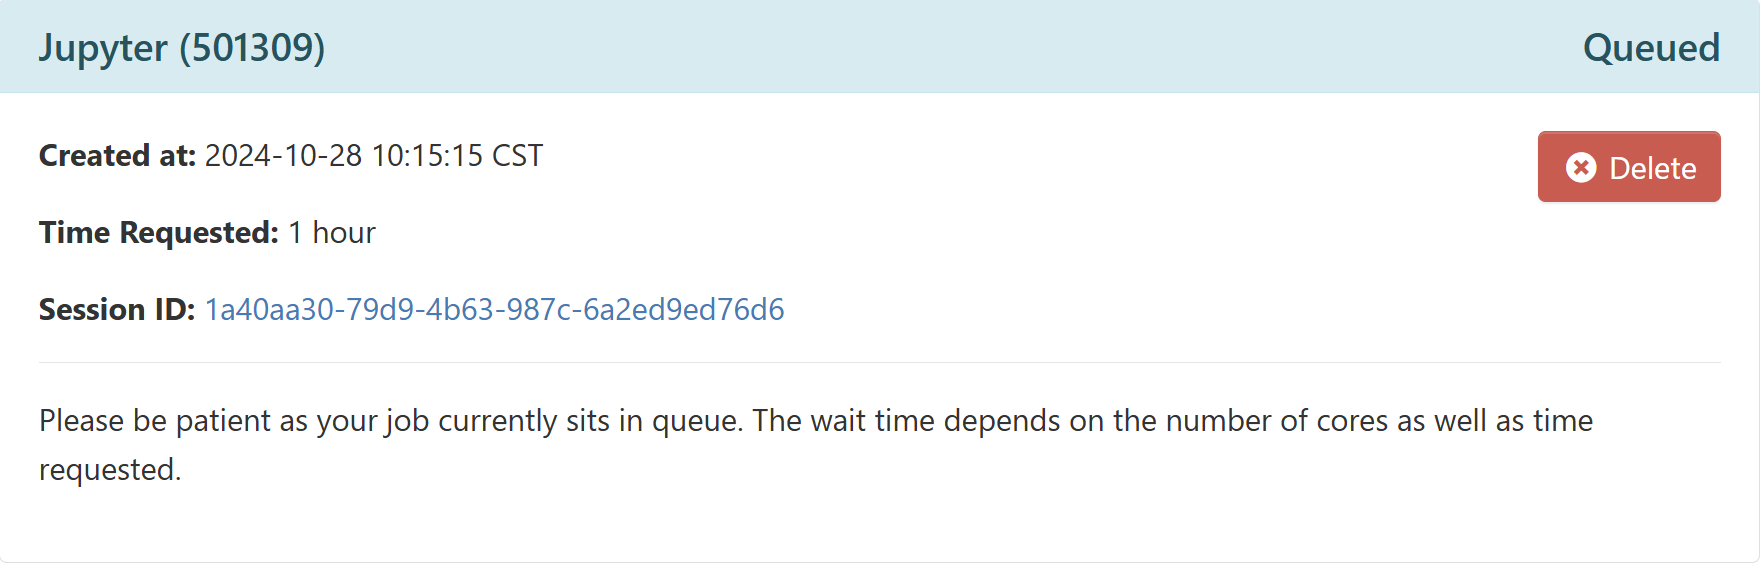 Jupyter (501309)
Queued
Created at: 2024-10-28 10:15:15 CST
Delete
Time Requested: 1 hour
Session ID: 1a40aa30-79d9-4b63-987c-6a2ed9ed76d6
Please be patient as your job currently sits in queue. The wait time depends on the number of cores as well as time
requested.